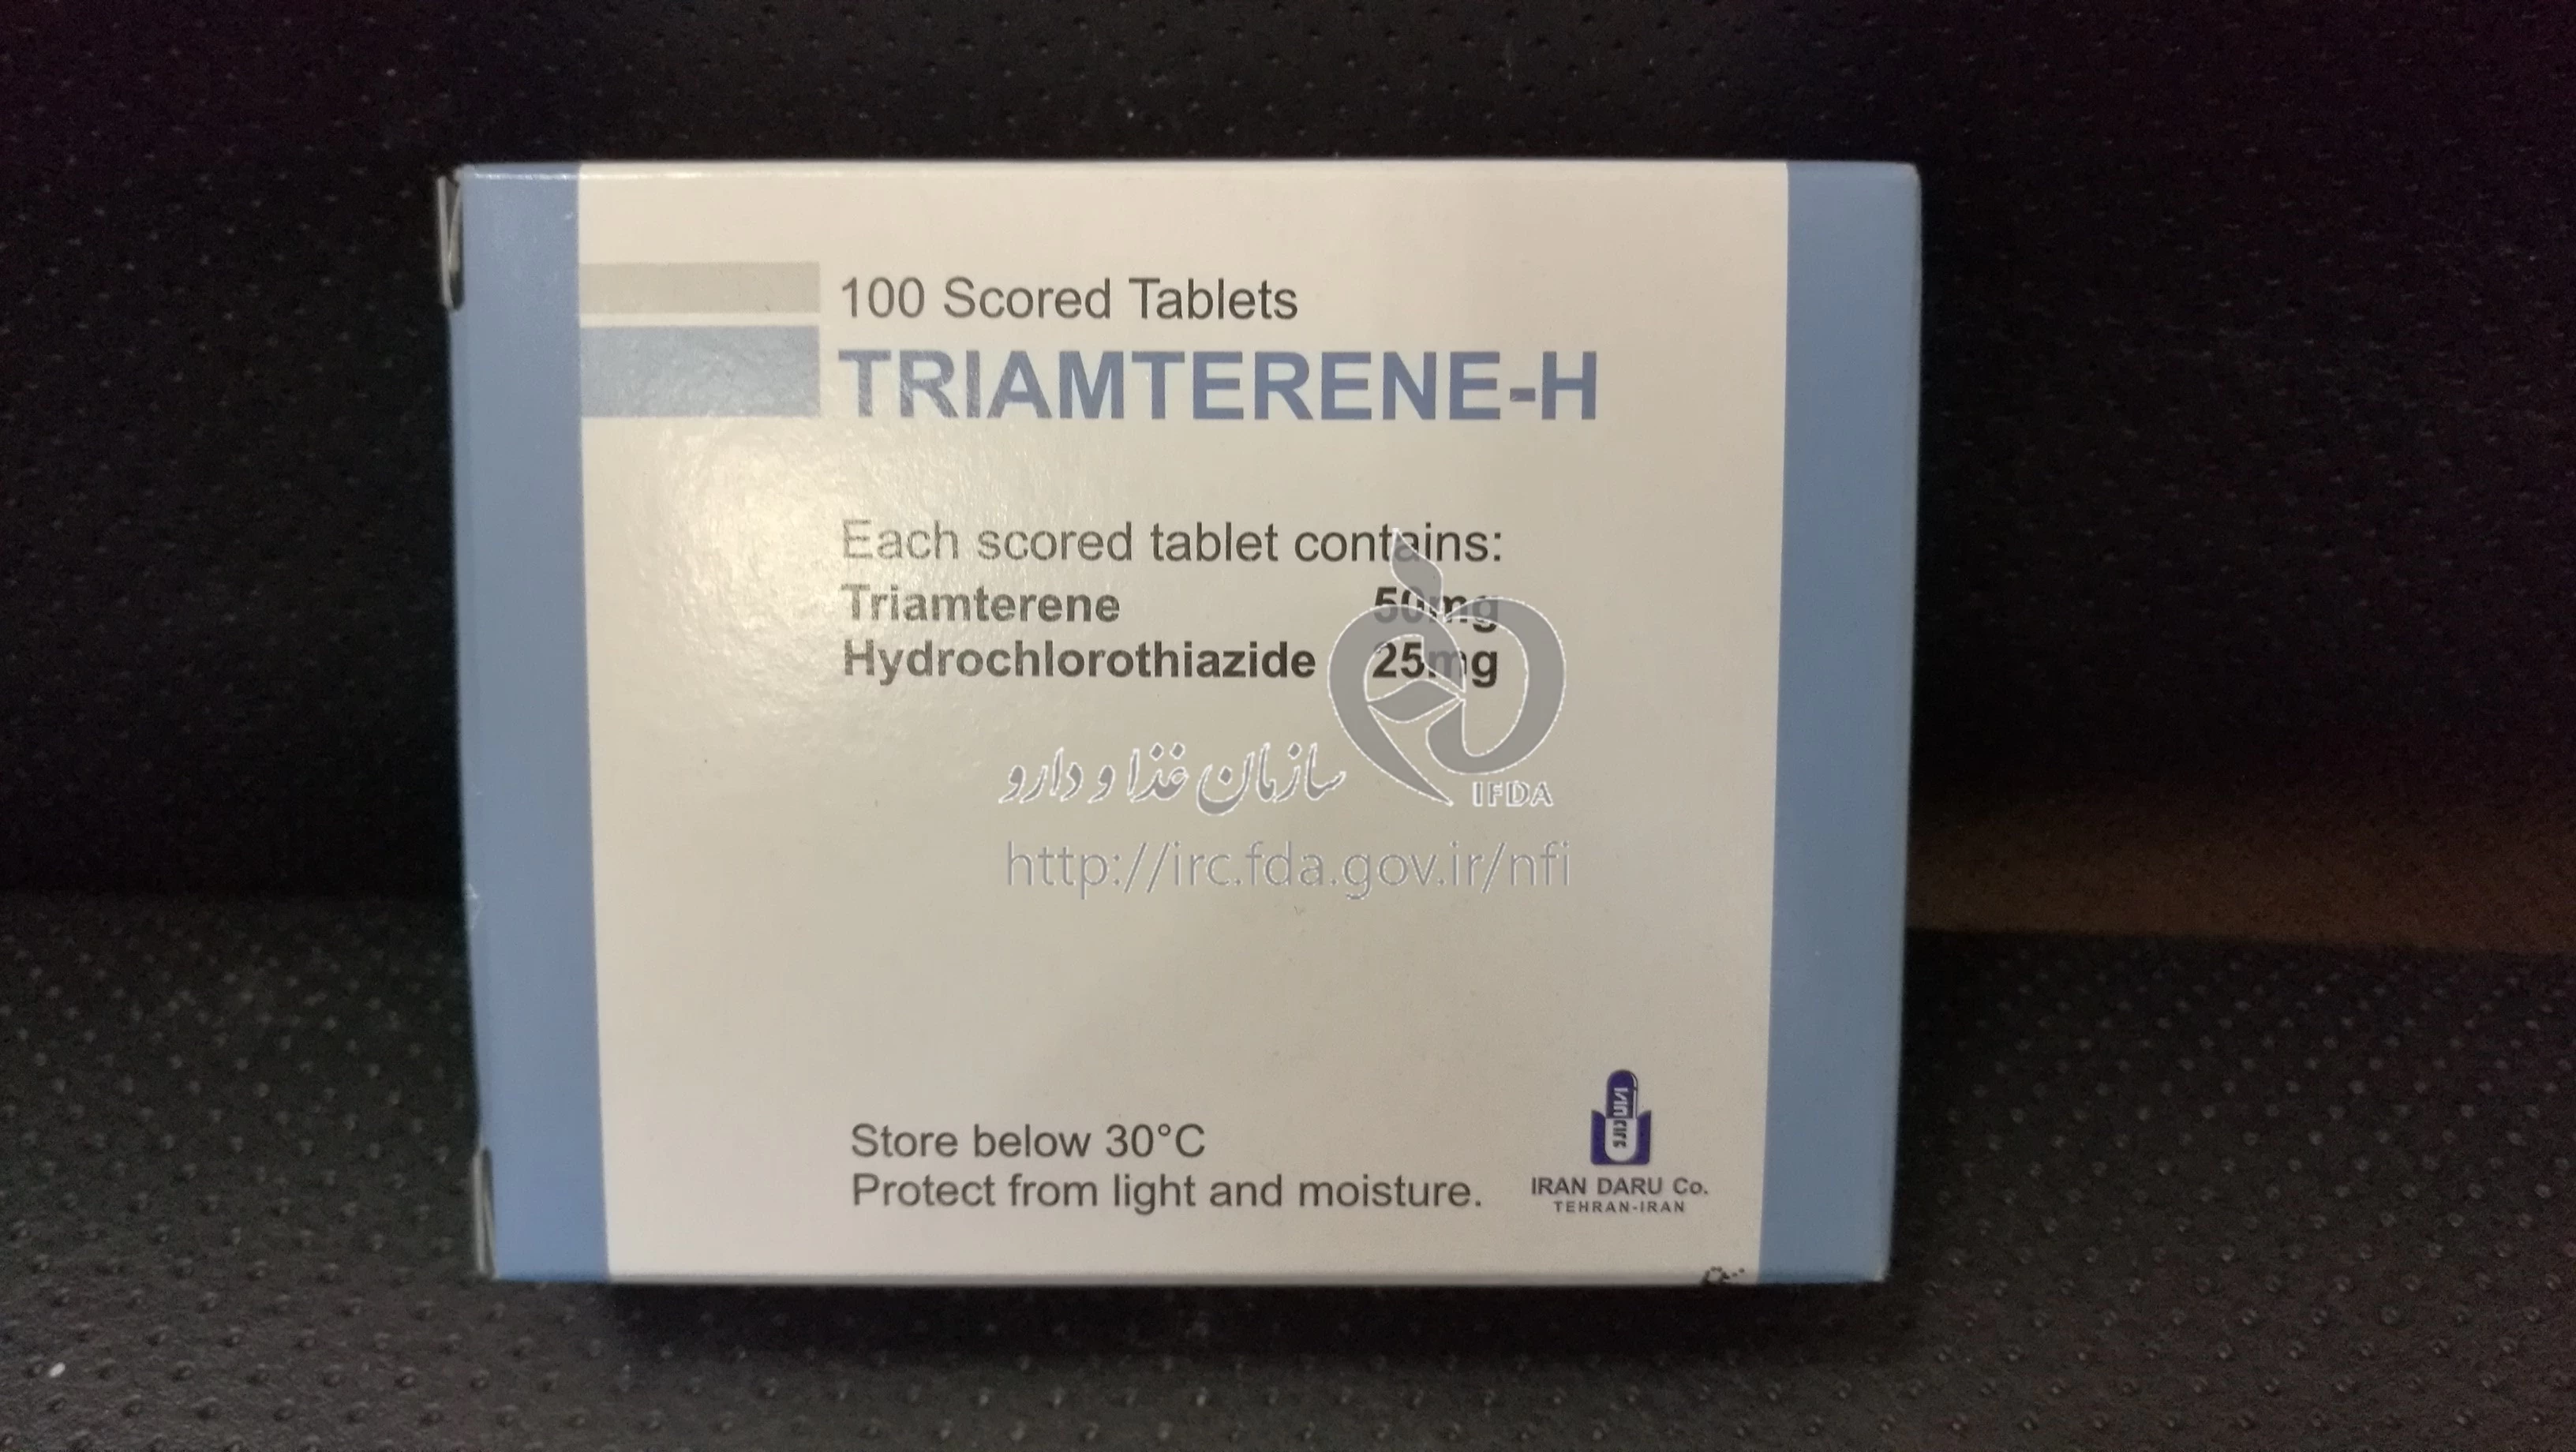 100 Scored Tablets
TRIAMTERENE-H
Each scored tablet contains:
Triamterene 50mg
Hydrochlorothiazide 25mg
سازمان غذا و دارو
IFDA
http://irc.fda.gov.ir/nfi
Store below 30°C
Protect from light and moisture.
IRAN DARU Co.
TEHRAN-IRAN